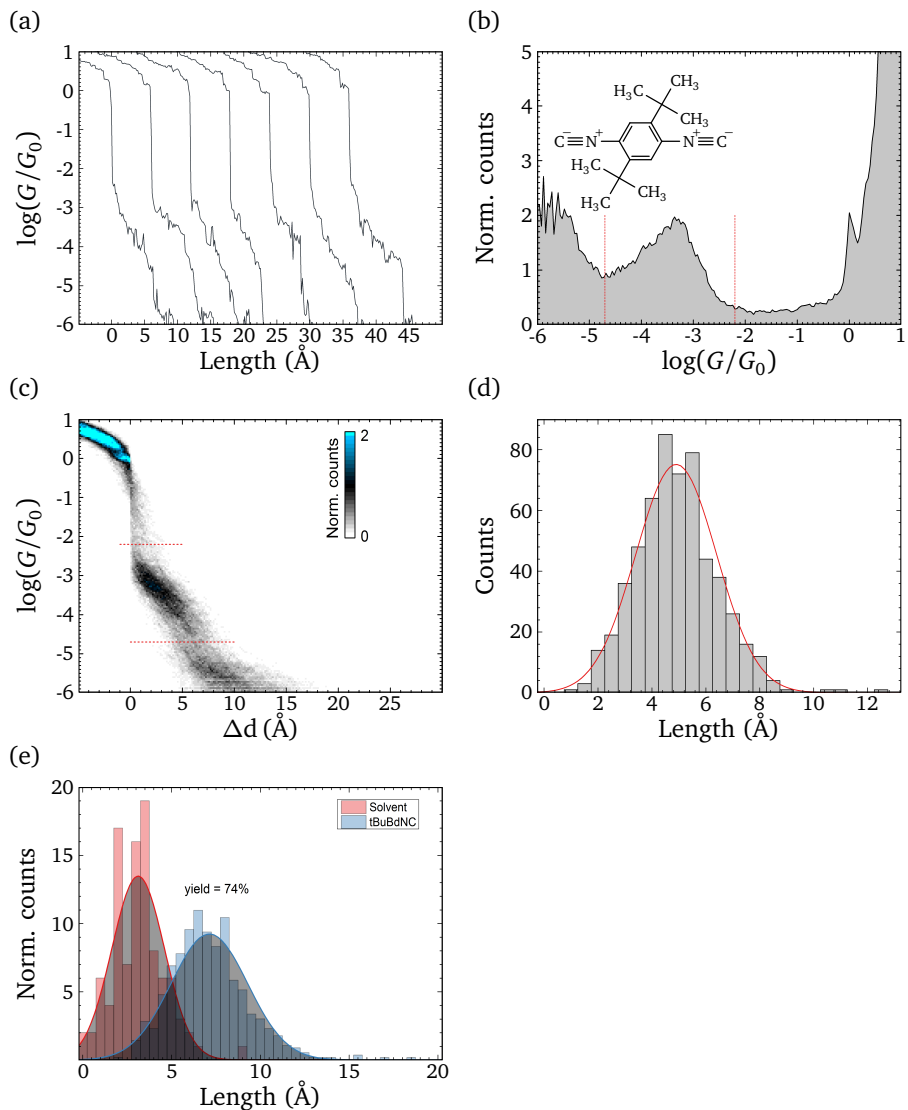 (a)
1
0
-1
-2
-3
-4
-5
-6
log(G/G₀)
0 5 10 15 20 25 30 35 40 45
Length (Å)
(b)
5
4
3
2
1
0
Norm. counts
CH₃
H₃C
CH₃
C⁻≡N⁺
N⁺≡C⁻
H₃C
CH₃
H₃C
-6 -5 -4 -3 -2 -1 0 1
log(G/G₀)
(c)
1
0
-1
-2
-3
-4
-5
-6
log(G/G₀)
2
0
Norm. counts
0 5 10 15 20 25
Δd (Å)
(d)
80
60
40
20
0
Counts
0 2 4 6 8 10 12
Length (Å)
(e)
20
15
10
5
Norm. counts
Solvent
tBuBdNC
yield = 74%
0 5 10 15 20
Length (Å)